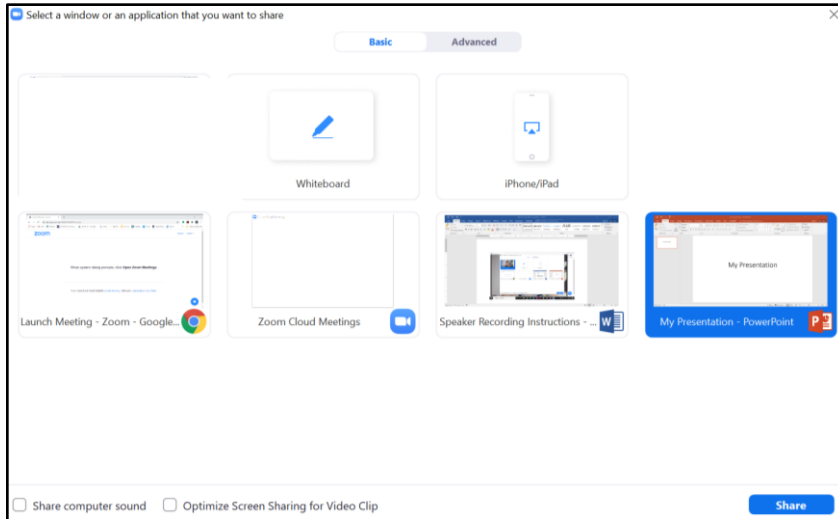 Select a window or an application that you want to share
Basic
Advanced
Whiteboard
iPhone/iPad
zoom
My Presentation
Launch Meeting - Zoom - Google...
Zoom Cloud Meetings
Speaker Recording Instructions - ...
W
My Presentation - PowerPoint
P
Share computer sound
Optimize Screen Sharing for Video Clip
Share